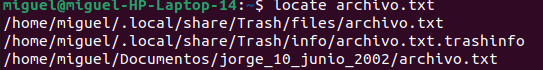 miguel@miguel-HP-Laptop-14:~$ locate archivo.txt
/home/miguel/.local/share/Trash/files/archivo.txt
/home/miguel/.local/share/Trash/info/archivo.txt.trashinfo
/home/miguel/Documentos/jorge_10_junio_2002/archivo.txt